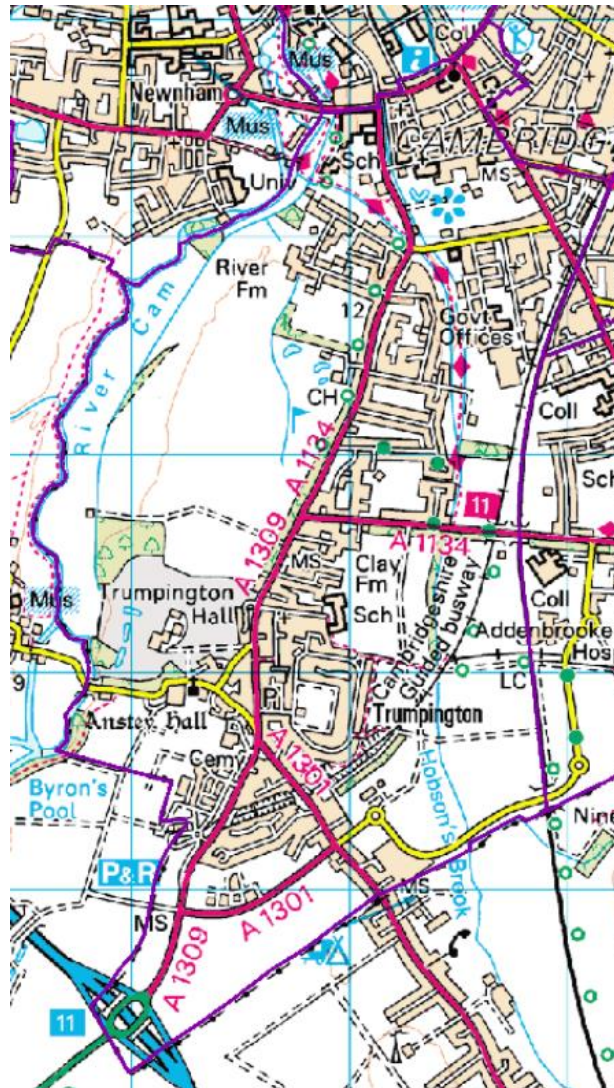 Coll
Mus
i
Newnham
Mus
Sch
CAMBRIDG
MS
Univ
River
Fm
River Cam
12
Govt
Offices
CH
Coll
A 1134
Sch
11
A 1309
A 1134
MS
Clay
Fm
Trumpington
Hall
Mus
Sch
Coll
Cambridgeshire
Guided busway
Addenbrooke
Hos
9
LC
P
Trumpington
Anstey Hall
A 1301
Cemy
Hobson's Brook
Byron's
Pool
Nine
P&R
MS
MS
A 1301
A 1309
11